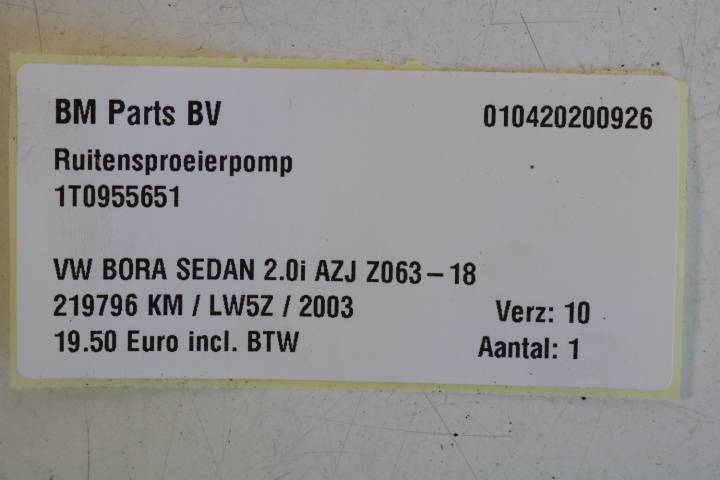 BM Parts BV 010420200926
Ruitensproeierpomp
1T0955651
VW BORA SEDAN 2.0i AZJ Z063-18
219796 KM / LW5Z / 2003 Verz: 10
19.50 Euro incl. BTW Aantal: 1